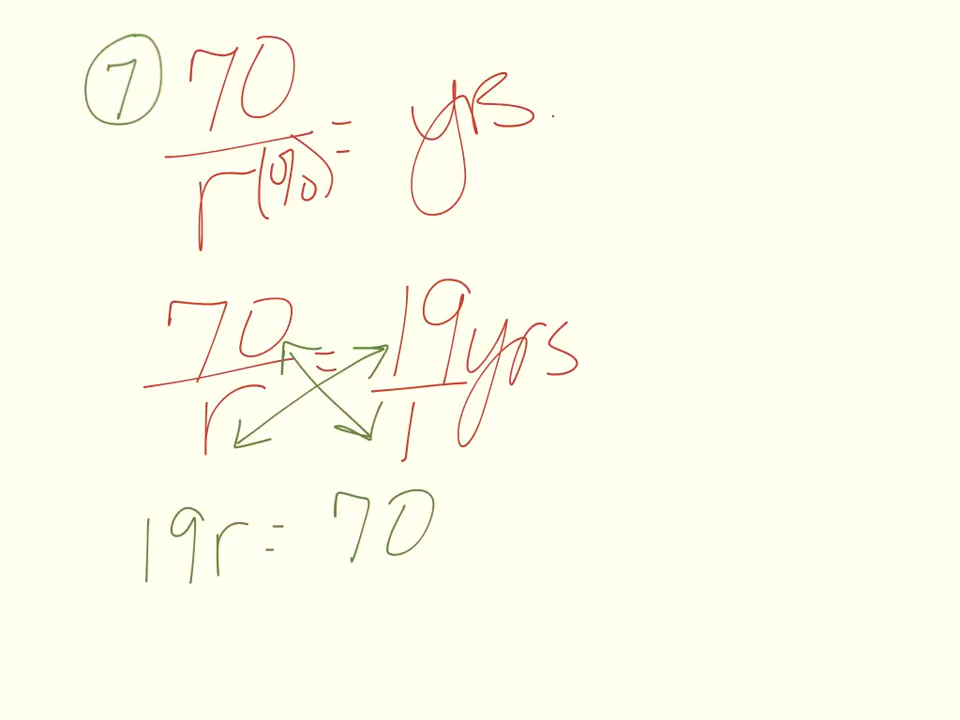 7 70/r(%) = yrs.
70/r = 19yrs/1
19r = 70